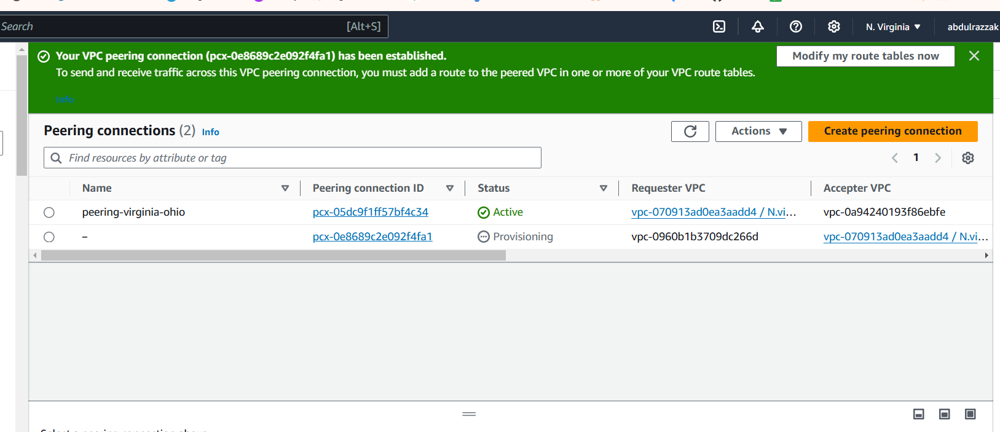 Search [Alt+S] N. Virginia abdulrazzak
Your VPC peering connection (pcx-0e8689c2e092f4fa1) has been established. Modify my route tables now
To send and receive traffic across this VPC peering connection, you must add a route to the peered VPC in one or more of your VPC route tables.
Info
Peering connections (2) Info Actions Create peering connection
Find resources by attribute or tag 1
Name Peering connection ID Status Requester VPC Accepter VPC
peering-virginia-ohio pcx-05dc9f1ff57bf4c34 Active vpc-070913ad0ea3aadd4 / N.vi... vpc-0a94240193f86ebfe
– pcx-0e8689c2e092f4fa1 Provisioning vpc-0960b1b3709dc266d vpc-070913ad0ea3aadd4 / N.vi...
Select a peering connection above